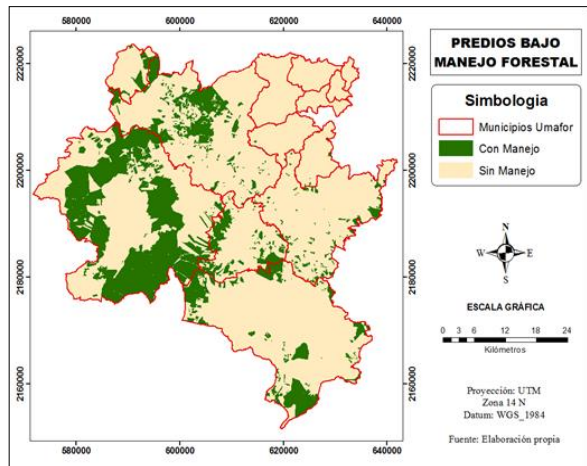 580000 600000 620000 640000
PREDIOS BAJO
MANEJO FORESTAL
Simbologia
Municipios Umafor
Con Manejo
Sin Manejo
2220000 2220000
2200000 2200000
2180000 2180000
2160000 2160000
N
W E
S
ESCALA GRÁFICA
0 3 6 12 18 24
Kilómetros
Proyección: UTM
Zona 14 N
Datum: WGS_1984
Fuente: Elaboración propia
580000 600000 620000 640000